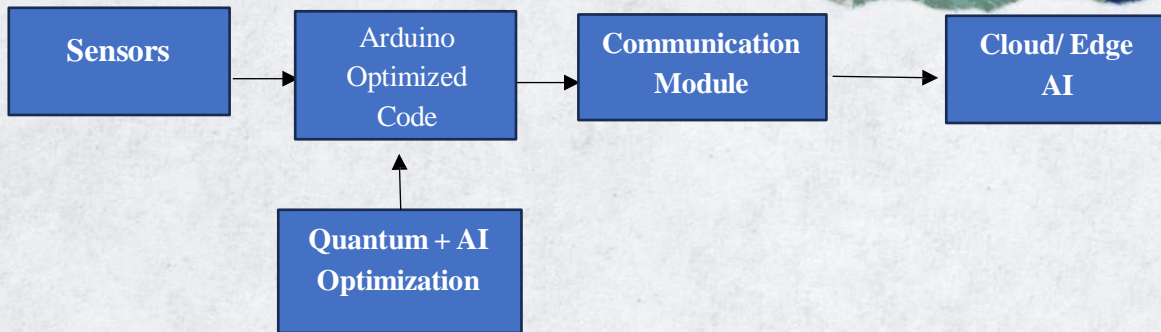 Sensors
Arduino
Optimized
Code
Communication
Module
Cloud/ Edge
AI
Quantum + AI
Optimization